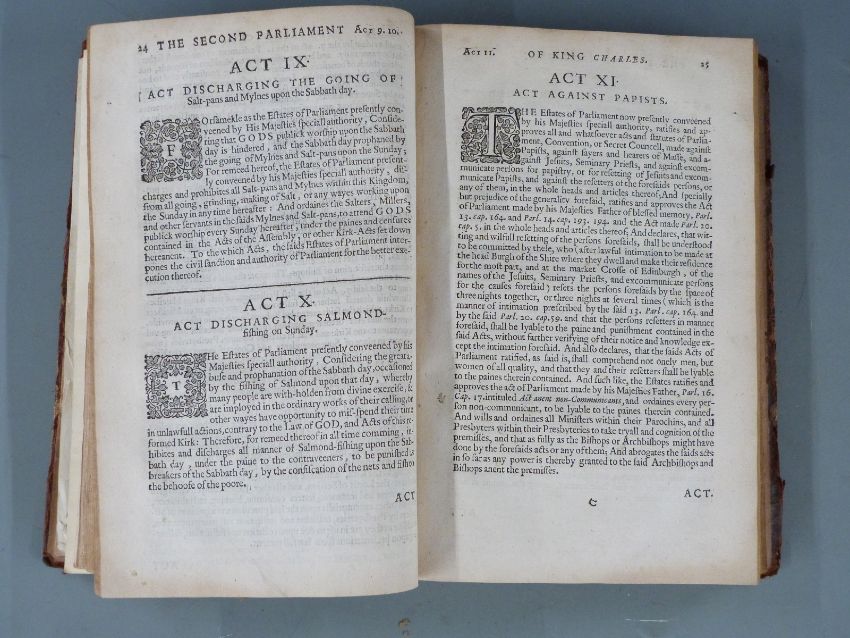 24 THE SECOND PARLIAMENT Act 9. 10.
ACT IX.
ACT DISCHARGING THE GOING OF
Salt-pans and Mylnes upon the Sabbath day.
FOrsamekle as the Estates of Parliament presently con-
veened by His Majesties speciall authority, Conside-
ring that GODS publick worship upon the Sabbath
day is hindered, and the Sabbath day prophaned by
the going of Mylnes and Salt-pans upon the Sunday;
For remeed hereof, the Estates of Parliament present-
ly conveened by his Majesties speciall authority, dis-
charges and prohibites all Salt-pans and Mylnes within this Kingdom,
from all going, grinding, making of Salt, or any wayes working upon
the Sunday in any time hereafter: And ordaines the Salters, Millers,
and other servants in the saids Mylnes and Salt-pans, to attend GODS
publick worship every Sunday hereafter, under the paines and censures
contained in the Acts of the Assembly, or other Kirk-Acts set down
hereanent. To which Acts, the saids Estates of Parliament inter-
pones the civil sanction and authority of Parliament for the better exe-
cution thereof.
ACT X.
ACT DISCHARGING SALMOND-
fishing on Sunday.
THe Estates of Parliament presently conveened by his
Majesties speciall authority, Considering the great a-
buse and prophanation of the Sabbath day, occasioned
by the fishing of Salmond upon that day, whereby
many people are with-holden from divine exercise, &
are imployed in the ordinary works of their calling, or
other wayes have opportunity to mis-spend their time
in unlawfull actions, contrary to the Law of GOD, and Acts of this re-
formed Kirk: Therefore, for remeed thereof in all time comming, in-
hibites and discharges all manner of Salmond-fishing upon the Sab-
bath day, under the paine to the contraveeners, to be punished as
breakers of the Sabbath day, by the confiscation of the nets and fishes to
the behoofe of the poore.
ACT
Act 11. OF KING CHARLES. 25
ACT XI.
ACT AGAINST PAPISTS.
THE Estates of Parliament now presently conveened
by his Majesties speciall authority, ratifies and ap-
proves all and whatsoever acts and statutes of Parlia-
ment, Convention, or Secret Councell, made against
Papists, against sayers and hearers of Masse, and a-
gainst Jesuits, Seminary Priests, and against excom-
municate persons for papistry, or for resetting of Jesuits and excom-
municate Papists, and against the resetters of the foresaids persons, or
any of them, in the whole heads and articles thereof, And specially
but prejudice of the generality foresaid, ratifies and approves the Act
of Parliament made by his Majesties Father of blessed memory, Parl.
13. cap. 164. and Parl. 14. cap. 193. 194. and the Act made Parl. 20.
cap. 5. in the whole heads and articles thereof; And declares, that wit-
ting and wilfull resetting of the persons foresaids, shall be understood
to be committed by thele, who, after lawful intimation to be made at
the head Burgh of the Shire where they dwell and make their residence
for the most part, and at the market Crosse of Edinburgh, of the
names of the Jesuits, Seminary Priests, and excommunicate persons
for the causes foresaid; resets the persons foresaids by the space of
three nights together, or three nights at several times (which is the
manner of intimation prescribed by the said 13. Parl. cap. 164. and
by the said Parl. 20. cap. 59. and that the persons resetters in manner
foresaid, shall be lyable to the paine and punishment contained in the
said Acts, without farther verifying of their notice and knowledge ex-
cept the intimation foresaid. And also declares, that the saids Acts of
Parliament ratified, as said is, shall comprehend not onely men, but
women of all quality, and that they and their resetters shall be lyable
to the paines therein contained. And such like, the Estates ratifies and
approves the act of Parliament made by his Majesties Father, Parl. 16.
Cap. 17. intituled Act anent non-Communicants, and ordaines every per-
son non-communicant, to be lyable to the paines therein contained.
And wills and ordaines all Ministers within their Parochins, and all
Presbyters within their Presbyteries to take tryall and cognition of the
premisses, and that as fully as the Bishops or Archbishops might have
done by the foresaids acts or any of them; And abrogates the saids acts
in so far as any power is thereby granted to the said Archbishops and
Bishops anent the premisses.
C ACT.